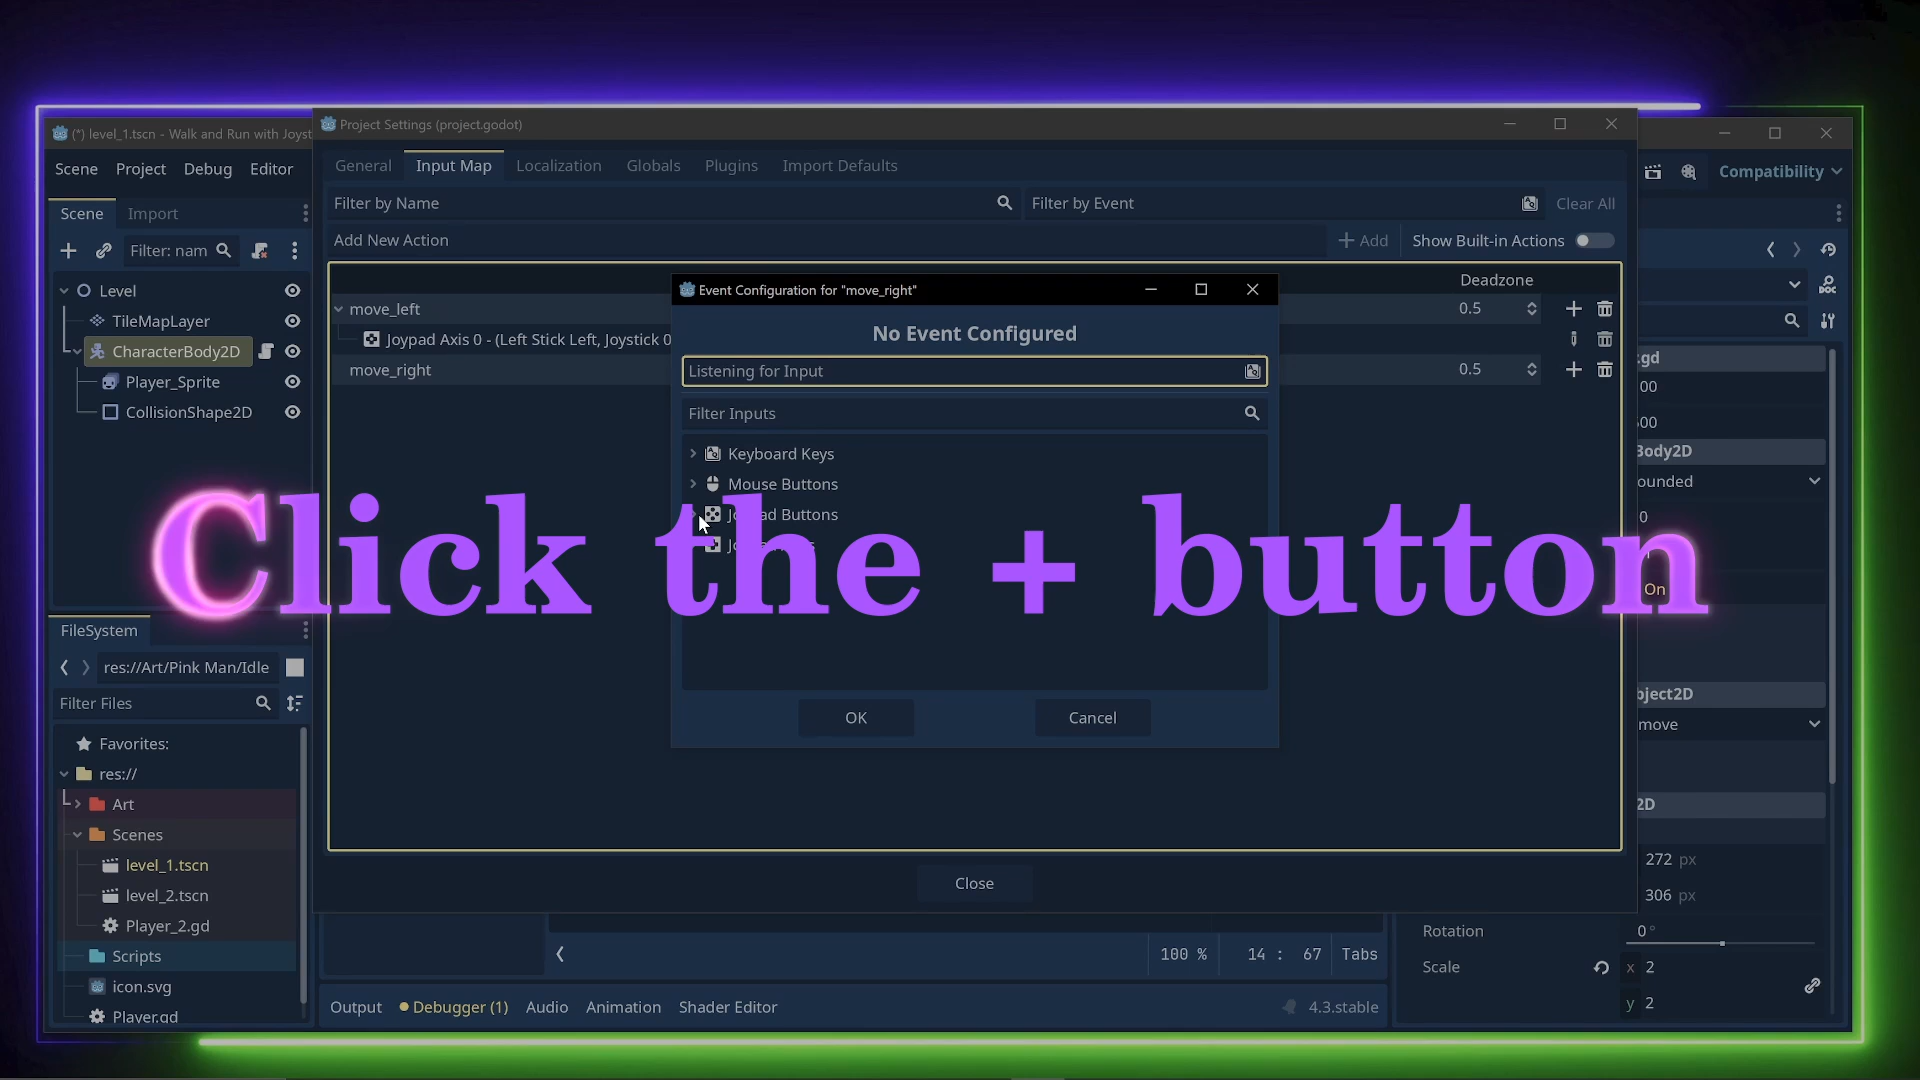 (*) level_1.tscn - Walk and Run with Joyst
Project Settings (project.godot)
Scene Project Debug Editor
General Input Map Localization Globals Plugins Import Defaults
Compatibility
Scene Import
Filter by Name
Filter by Event
Clear All
Filter: nam
Add New Action
Add
Show Built-in Actions
Deadzone
Level
TileMapLayer
CharacterBody2D
Player_Sprite
CollisionShape2D
move_left
0.5
Joypad Axis 0 - (Left Stick Left, Joystick 0
move_right
0.5
Event Configuration for "move_right"
No Event Configured
Listening for Input
Filter Inputs
Keyboard Keys
Mouse Buttons
Joypad Buttons
OK
Cancel
Close
Click the + button
.gd
00
00
Body2D
ounded
0
On
bject2D
move
2D
272 px
306 px
Rotation
0°
Scale
x 2
y 2
FileSystem
res://Art/Pink Man/Idle
Filter Files
Favorites:
res://
Art
Scenes
level_1.tscn
level_2.tscn
Player_2.gd
Scripts
icon.svg
Player.gd
100 %
14 : 67
Tabs
Output Debugger (1) Audio Animation Shader Editor
4.3.stable